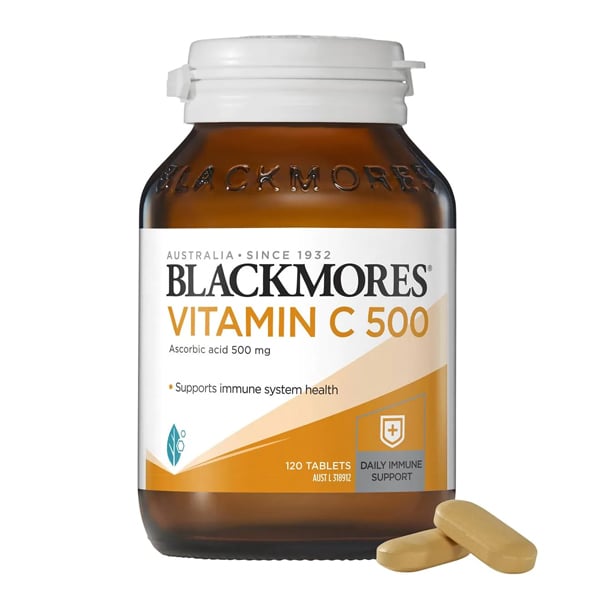 BLACKMORES
AUSTRALIA • SINCE 1932
BLACKMORES®
VITAMIN C 500
Ascorbic acid 500 mg
• Supports immune system health
120 TABLETS
AUST L 318912
DAILY IMMUNE
SUPPORT